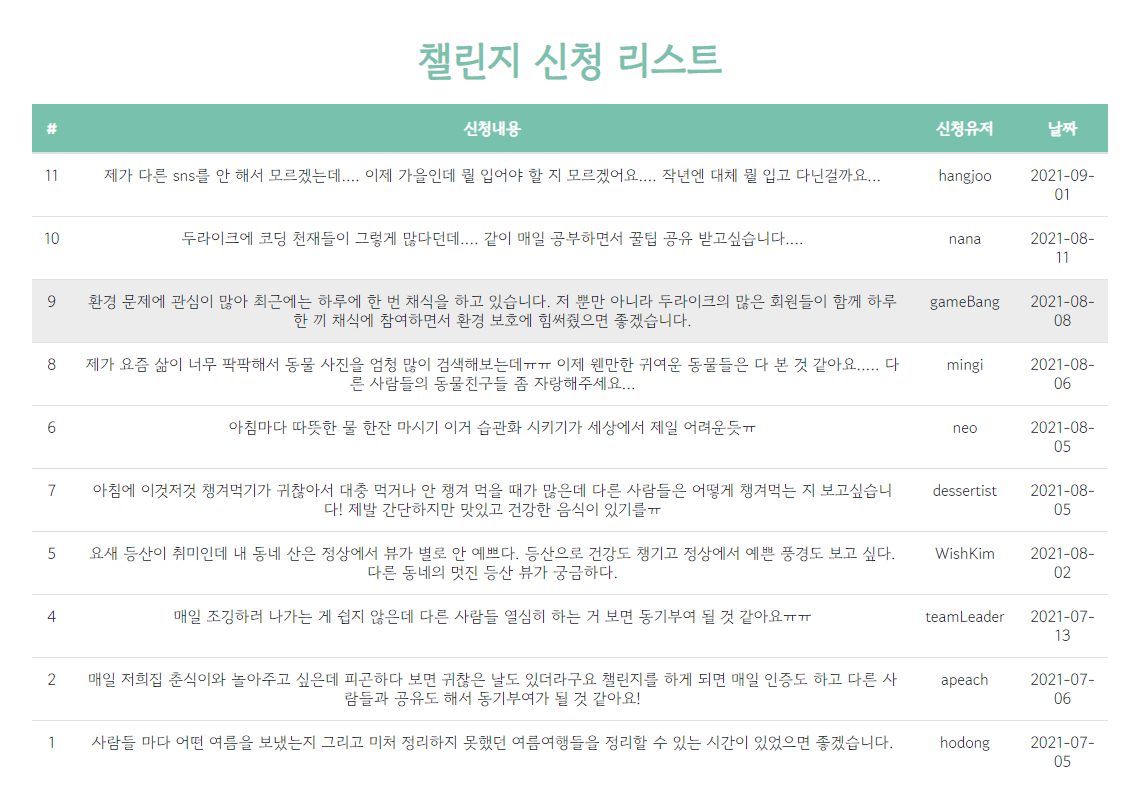 챌린지 신청 리스트
# 신청내용 신청유저 날짜
11 제가 다른 sns를 안 해서 모르겠는데.... 이제 가을인데 뭘 입어야 할 지 모르겠어요.... 작년엔 대체 뭘 입고 다닌걸까요... hangjoo 2021-09-
01
10 두라이크에 코딩 천재들이 그렇게 많다던데.... 같이 매일 공부하면서 꿀팁 공유 받고싶습니다.... nana 2021-08-
11
9 환경 문제에 관심이 많아 최근에는 하루에 한 번 채식을 하고 있습니다. 저 뿐만 아니라 두라이크의 많은 회원들이 함께 하루 gameBang 2021-08-
한 끼 채식에 참여하면서 환경 보호에 힘써줬으면 좋겠습니다. 08
8 제가 요즘 삶이 너무 팍팍해서 동물 사진을 엄청 많이 검색해보는데ㅠㅠ 이제 웬만한 귀여운 동물들은 다 본 것 같아요..... 다 mingi 2021-08-
른 사람들의 동물친구들 좀 자랑해주세요... 06
6 아침마다 따뜻한 물 한잔 마시기 이거 습관화 시키기가 세상에서 제일 어려운듯ㅠ neo 2021-08-
05
7 아침에 이것저것 챙겨먹기가 귀찮아서 대충 먹거나 안 챙겨 먹을 때가 많은데 다른 사람들은 어떻게 챙겨먹는 지 보고싶습니 dessertist 2021-08-
다! 제발 간단하지만 맛있고 건강한 음식이 있기를ㅠ 05
5 요새 등산이 취미인데 내 동네 산은 정상에서 뷰가 별로 안 예쁘다. 등산으로 건강도 챙기고 정상에서 예쁜 풍경도 보고 싶다. WishKim 2021-08-
다른 동네의 멋진 등산 뷰가 궁금하다. 02
4 매일 조깅하러 나가는 게 쉽지 않은데 다른 사람들 열심히 하는 거 보면 동기부여 될 것 같아요ㅠㅠ teamLeader 2021-07-
13
2 매일 저희집 춘식이와 놀아주고 싶은데 피곤하다 보면 귀찮은 날도 있더라구요 챌린지를 하게 되면 매일 인증도 하고 다른 사 apeach 2021-07-
람들과 공유도 해서 동기부여가 될 것 같아요! 06
1 사람들 마다 어떤 여름을 보냈는지 그리고 미처 정리하지 못했던 여름여행들을 정리할 수 있는 시간이 있었으면 좋겠습니다. hodong 2021-07-
05